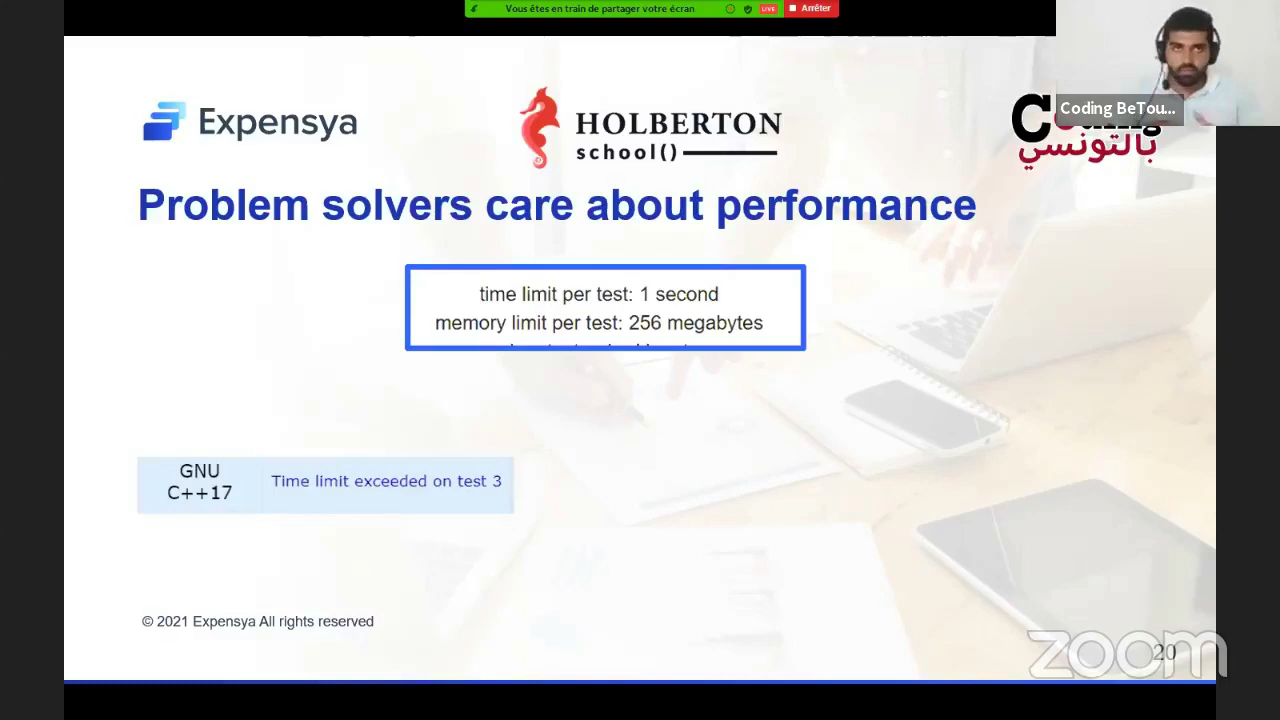 Vous êtes en train de partager votre écran
LIVE
Arrêter
Expensya
HOLBERTON
school()
Coding BeTou...
بالتونسي
Problem solvers care about performance
time limit per test: 1 second
memory limit per test: 256 megabytes
GNU
C++17
Time limit exceeded on test 3
© 2021 Expensya All rights reserved
zoom
20